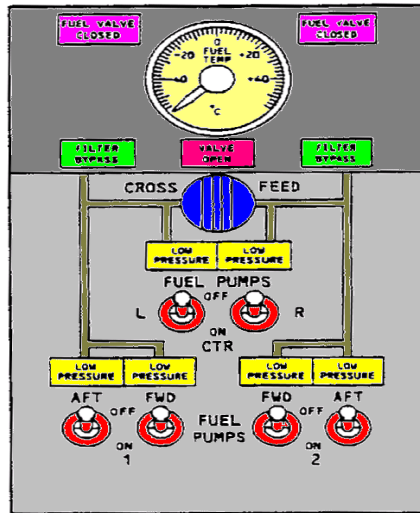 FUEL VALVE
CLOSED
FUEL VALVE
CLOSED
0
-20
+20
FUEL
TEMP
-40
+40
°C
FILTER
BYPASS
VALVE
OPEN
FILTER
BYPASS
CROSS
FEED
LOW
PRESSURE
LOW
PRESSURE
FUEL PUMPS
OFF
L
R
ON
CTR
LOW
PRESSURE
LOW
PRESSURE
LOW
PRESSURE
LOW
PRESSURE
AFT
FWD
FWD
AFT
OFF
OFF
FUEL
PUMPS
ON
ON
1
2